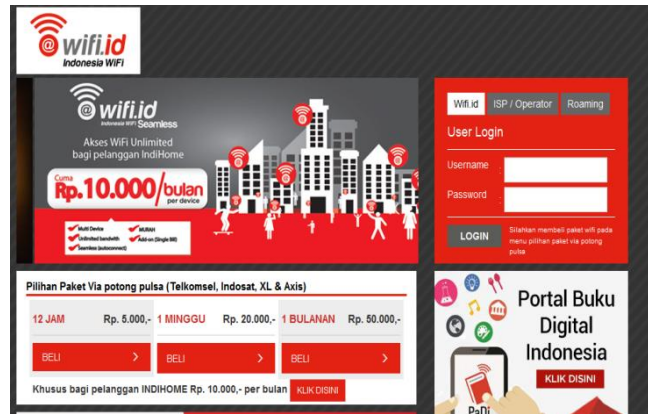 @wifi.id
Indonesia WiFi
@wifi.id
Indonesia WiFi Seamless
Akses WiFi Unlimited
bagi pelanggan IndiHome
Cuma
Rp.10.000/bulan
per device
Multi Device
MURAH
Unlimited bandwith
Add-on (Single Bill)
Seamless (autoconnect)
Wifi.id
ISP / Operator
Roaming
User Login
Username :
Password :
LOGIN
Silahkan membeli paket wifi pada
menu pilihan paket via potong
pulsa
Pilihan Paket Via potong pulsa (Telkomsel, Indosat, XL & Axis)
12 JAM Rp. 5.000,-
1 MINGGU Rp. 20.000,-
1 BULANAN Rp. 50.000,-
BELI >
BELI >
BELI >
Khusus bagi pelanggan INDIHOME Rp. 10.000,- per bulan
KLIK DISINI
Portal Buku
Digital
Indonesia
KLIK DISINI
PaDi